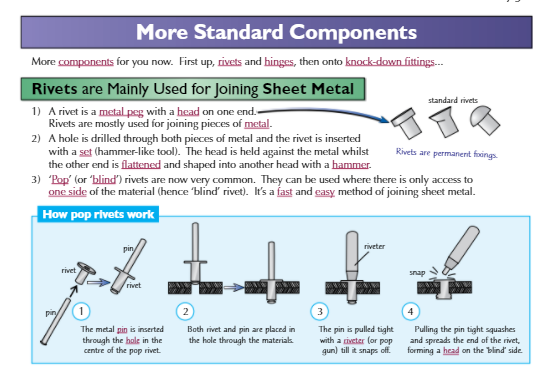 More Standard Components
More components for you now. First up, rivets and hinges, then onto knock-down fittings...
Rivets are Mainly Used for Joining Sheet Metal
1) A rivet is a metal peg with a head on one end.
Rivets are mostly used for joining pieces of metal.
2) A hole is drilled through both pieces of metal and the rivet is inserted
with a set (hammer-like tool). The head is held against the metal whilst
the other end is flattened and shaped into another head with a hammer.
standard rivets
Rivets are permanent fixings.
3) 'Pop' (or 'blind') rivets are now very common. They can be used where there is only access to
one side of the material (hence 'blind' rivet). It's a fast and easy method of joining sheet metal.
How pop rivets work
pin
rivet
rivet
pin
1
The metal pin is inserted
through the hole in the
centre of the pop rivet.
2
Both rivet and pin are placed in
the hole through the materials.
riveter
3
The pin is pulled tight
with a riveter (or pop
gun) till it snaps off.
snap
4
Pulling the pin tight squashes
and spreads the end of the rivet,
forming a head on the 'blind' side.